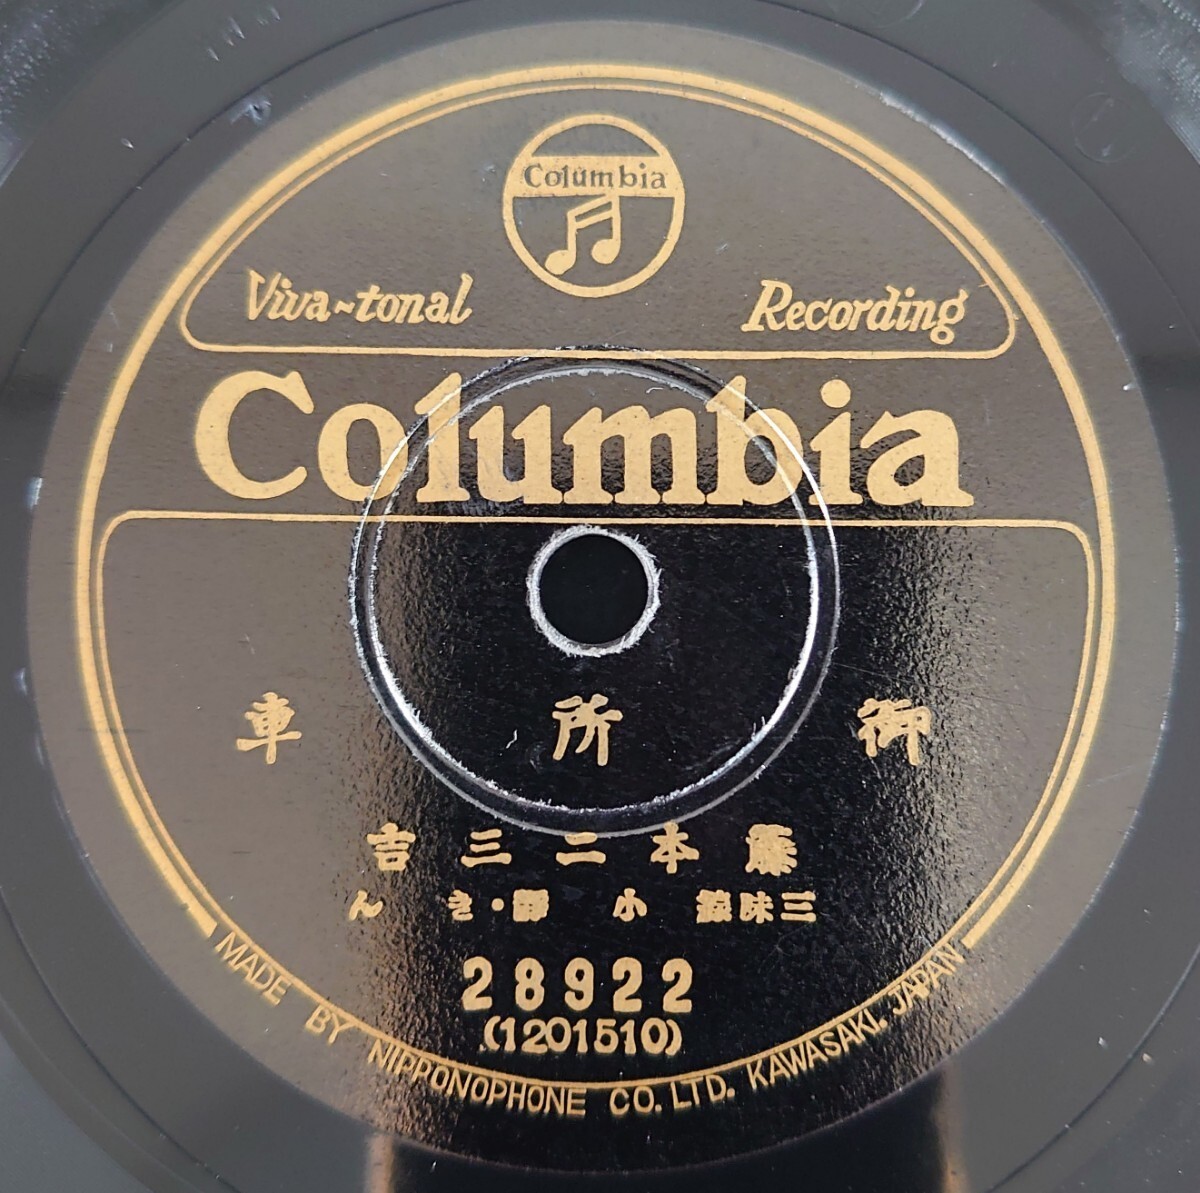 Columbia
Viva-tonal Recording
Columbia
御所車
藤本二三吉
三味線 小靜・きん
28922
(1201510)
MADE BY NIPPONOPHONE CO. LTD. KAWASAKI. JAPAN